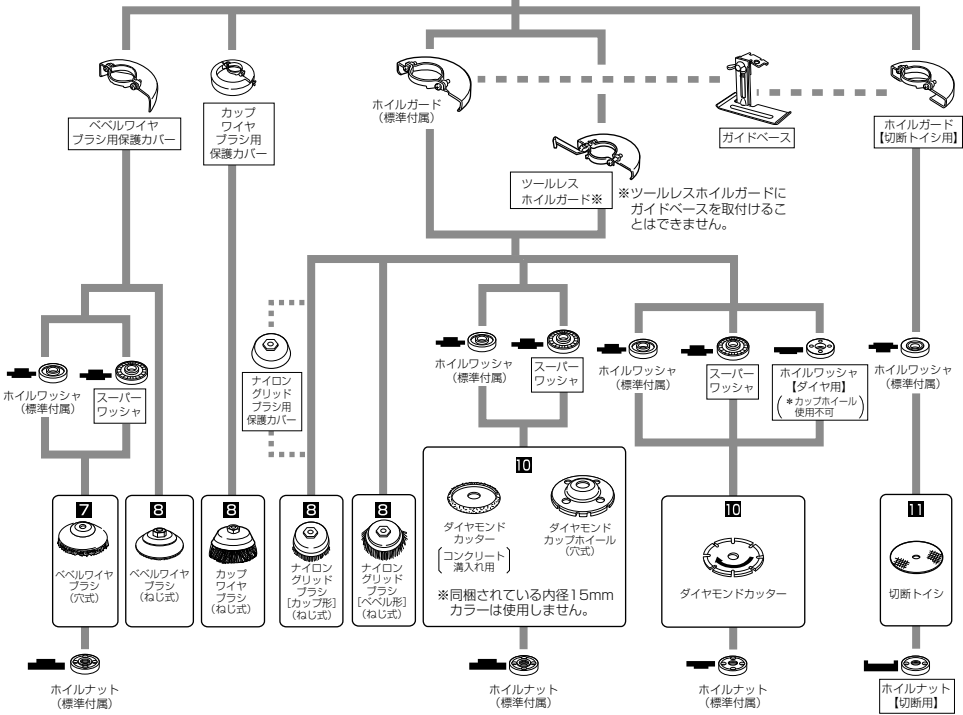 ベベルワイヤ
ブラシ用保護カバー
カップ
ワイヤ
ブラシ用
保護カバー
ホイルガード
（標準付属）
ガイドベース
ホイルガード
【切断トイシ用】
ツールレス
ホイルガード※
※ツールレスホイルガードに
ガイドベースを取付けるこ
とはできません。
ホイルワッシャ
（標準付属）
スーパー
ワッシャ
ナイロン
グリッド
ブラシ用
保護カバー
ホイルワッシャ
（標準付属）
スーパー
ワッシャ
ホイルワッシャ
（標準付属）
スーパー
ワッシャ
ホイルワッシャ
【ダイヤ用】
（＊カップホイール
使用不可）
ホイルワッシャ
（標準付属）
7
ベベルワイヤ
ブラシ
（穴式）
8
ベベルワイヤ
ブラシ
（ねじ式）
8
カップ
ワイヤ
ブラシ
（ねじ式）
8
ナイロン
グリッド
ブラシ
[カップ形]
（ねじ式）
8
ナイロン
グリッド
ブラシ
[ベベル形]
（ねじ式）
10
ダイヤモンド
カッター
［コンクリート
溝入れ用］
ダイヤモンド
カップホイール
（穴式）
※同梱されている内径15mm
カラーは使用しません。
10
ダイヤモンドカッター
11
切断トイシ
ホイルナット
（標準付属）
ホイルナット
（標準付属）
ホイルナット
（標準付属）
ホイルナット
【切断用】